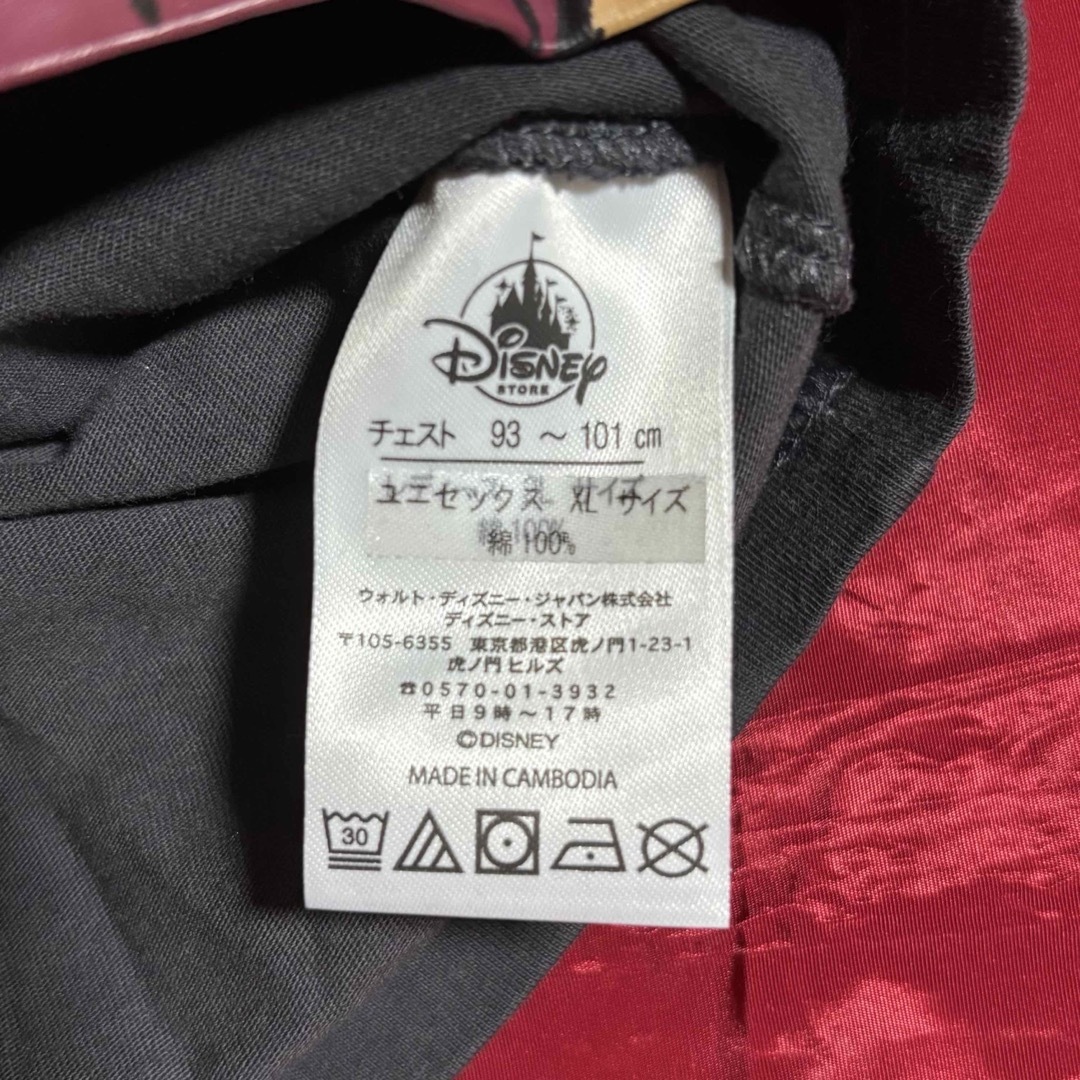 Disney
STORE
チェスト 93 ～ 101 cm
ユニセックス XL サイズ
綿 100%
ウォルト・ディズニー・ジャパン株式会社
ディズニー・ストア
〒105-6355 東京都港区虎ノ門1-23-1
虎ノ門ヒルズ
☎0570-01-3932
平日9時～17時
©DISNEY
MADE IN CAMBODIA
30